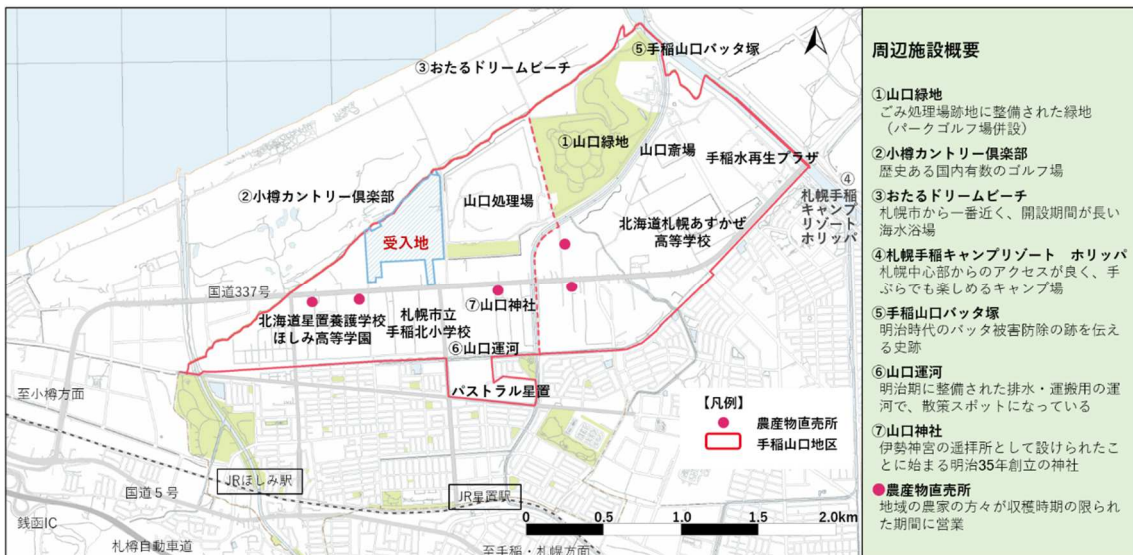 ⑤手稲山口バッタ塚
③おたるドリームビーチ
①山口緑地
山口斎場
手稲水再生プラザ
②小樽カントリー倶楽部
山口処理場
④
札幌手稲
キャンプ
リゾート
ホリッパ
北海道札幌あすかぜ
高等学校
受入地
国道337号
⑦山口神社
北海道星置養護学校
ほしみ高等学園
札幌市立
手稲北小学校
⑥山口運河
パストラル星置
至小樽方面
【凡例】
農産物直売所
手稲山口地区
JRほしみ駅
JR星置駅
国道5号
銭函IC
札樽自動車道
至手稲・札幌方面
0 0.5 1.0 1.5 2.0km
周辺施設概要
①山口緑地
ごみ処理場跡地に整備された緑地
(パークゴルフ場併設)
②小樽カントリー倶楽部
歴史ある国内有数のゴルフ場
③おたるドリームビーチ
札幌市から一番近く、開設期間が長い
海水浴場
④札幌手稲キャンプリゾート ホリッパ
札幌中心部からのアクセスが良く、手
ぶらでも楽しめるキャンプ場
⑤手稲山口バッタ塚
明治時代のバッタ被害防除の跡を伝え
る史跡
⑥山口運河
明治期に整備された排水・運搬用の運
河で、散策スポットになっている
⑦山口神社
伊勢神宮の遥拝所として設けられたこ
とに始まる明治35年創立の神社
●農産物直売所
地域の農家の方々が収穫時期の限られ
た期間に営業